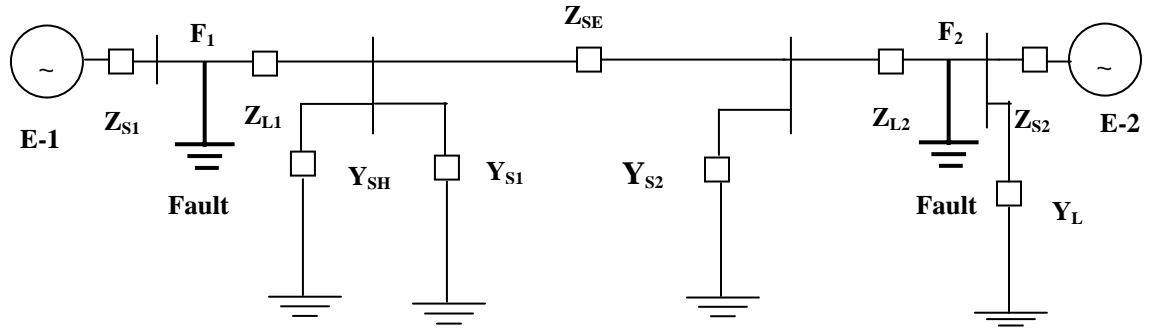 Z_SE
F_1
F_2
~
~
Z_S1
Z_L1
Z_L2
Z_S2
E-1
E-2
Y_SH
Y_S1
Y_S2
Fault
Fault
Y_L